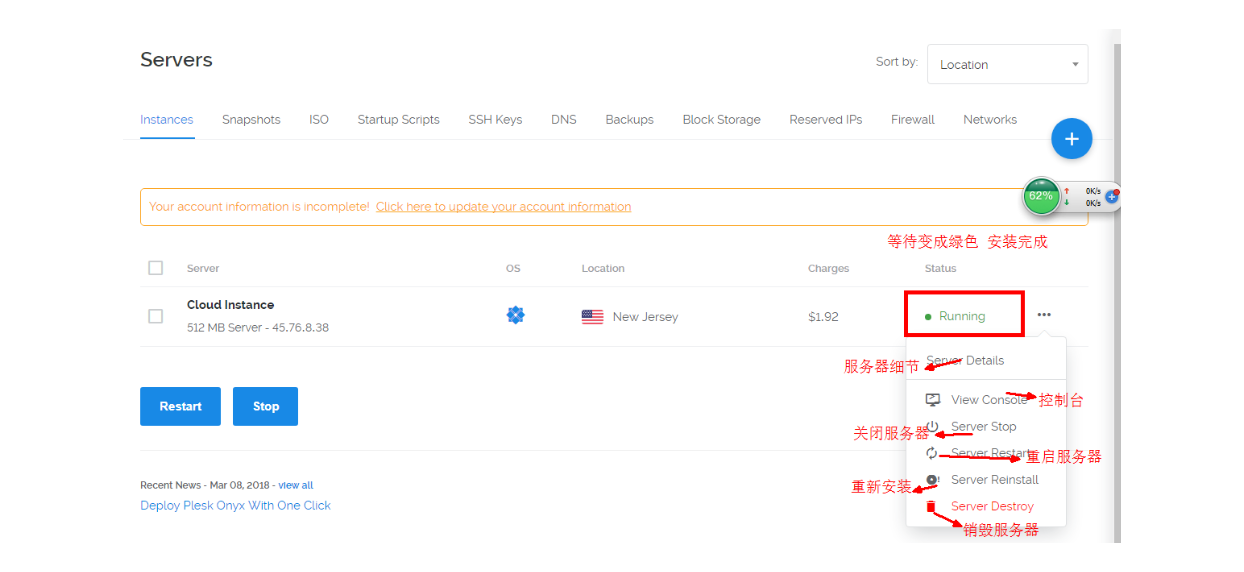 Servers
Sort by:
Location
Instances Snapshots ISO Startup Scripts SSH Keys DNS Backups Block Storage Reserved IPs Firewall Networks
+
62%
0K/s
0K/s
Your account information is incomplete! Click here to update your account information
等待变成绿色 安装完成
Server OS Location Charges Status
Cloud Instance
512 MB Server - 45.76.8.38
New Jersey
$1.92
Running
服务器细节
Server Details
View Console
控制台
Restart
Stop
关闭服务器
Server Stop
Server Restart
重启服务器
重新安装
Server Reinstall
Server Destroy
销毁服务器
Recent News - Mar 08, 2018 - view all
Deploy Plesk Onyx With One Click